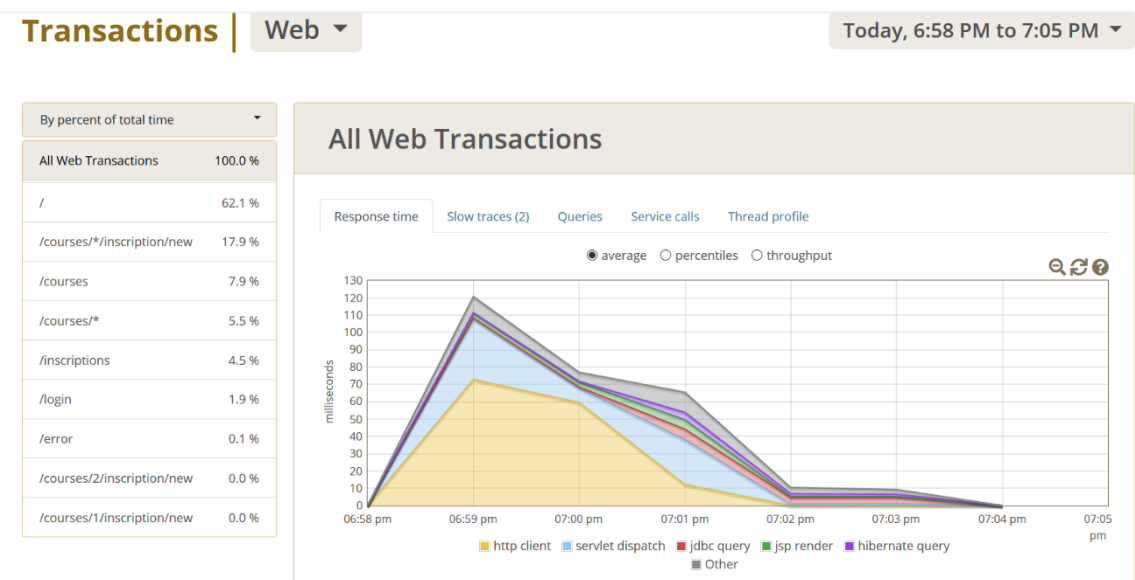 Transactions Web Today, 6:58 PM to 7:05 PM
By percent of total time
All Web Transactions 100.0 %
/ 62.1 %
/courses/*/inscription/new 17.9 %
/courses 7.9 %
/courses/* 5.5 %
/inscriptions 4.5 %
/login 1.9 %
/error 0.1 %
/courses/2/inscription/new 0.0 %
/courses/1/inscription/new 0.0 %
All Web Transactions
Response time Slow traces (2) Queries Service calls Thread profile
average percentiles throughput
130
120
110
100
90
80
70
60
50
40
30
20
10
0
milliseconds
06:58 pm 06:59 pm 07:00 pm 07:01 pm 07:02 pm 07:03 pm 07:04 pm 07:05
pm
http client servlet dispatch jdbc query jsp render hibernate query
Other